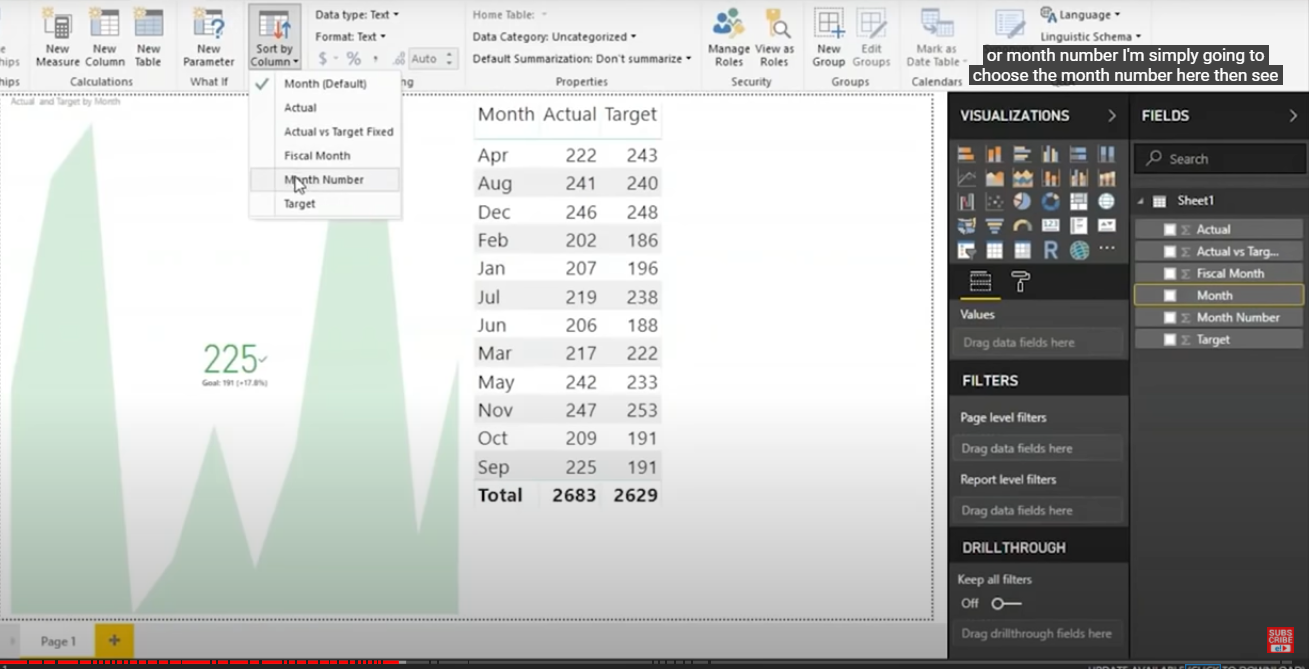 New
Measure
New
Column
New
Table
Calculations
New
Parameter
What If
Sort by
Column
Data type: Text
Format: Text
$ % , Auto
Home Table:
Data Category: Uncategorized
Default Summarization: Don't summarize
Properties
Manage
Roles
View as
Roles
Security
New
Group
Edit
Groups
Groups
Mark as
Date Table
Calendars
Language
Linguistic Schema
or month number I'm simply going to
choose the month number here then see
Month (Default)
Actual
Actual vs Target Fixed
Fiscal Month
Month Number
Target
Actual and Target by Month
225
Goal: 191 (+17.8%)
Month Actual Target
Apr 222 243
Aug 241 240
Dec 246 248
Feb 202 186
Jan 207 196
Jul 219 238
Jun 206 188
Mar 217 222
May 242 233
Nov 247 253
Oct 209 191
Sep 225 191
Total 2683 2629
VISUALIZATIONS
R
Values
Drag data fields here
FILTERS
Page level filters
Drag data fields here
Report level filters
Drag data fields here
DRILLTHROUGH
Keep all filters
Off
Drag drillthrough fields here
FIELDS
Search
Sheet1
Actual
Actual vs Targ...
Fiscal Month
Month
Month Number
Target
Page 1
SUBS
CRIBE